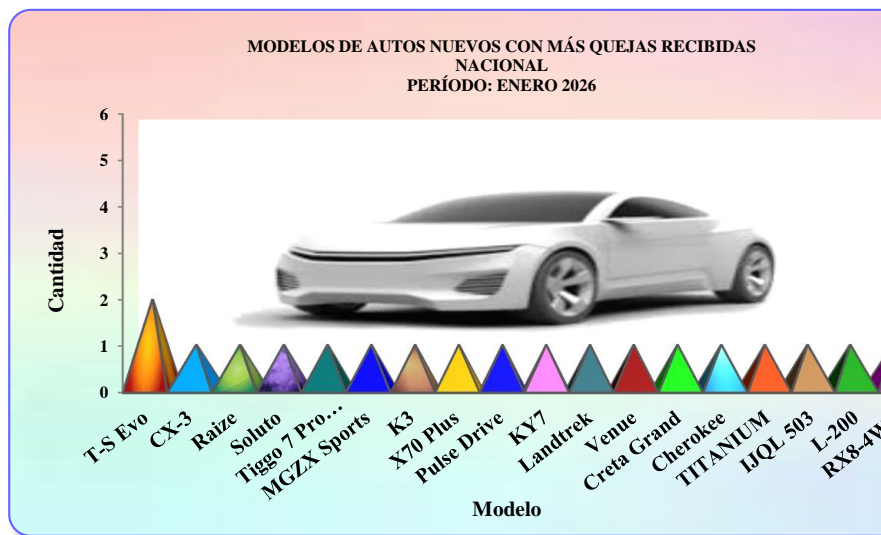 MODELOS DE AUTOS NUEVOS CON MÁS QUEJAS RECIBIDAS
NACIONAL
PERÍODO: ENERO 2026
6
5
4
3
2
1
0
Cantidad
T-S Evo
CX-3
Raize
Soluto
Tiggo 7 Pro…
MGZX Sports
K3
X70 Plus
Pulse Drive
KY7
Landtrek
Venue
Creta Grand
Cherokee
TITANIUM
IJQL 503
L-200
RX8-4W
Modelo